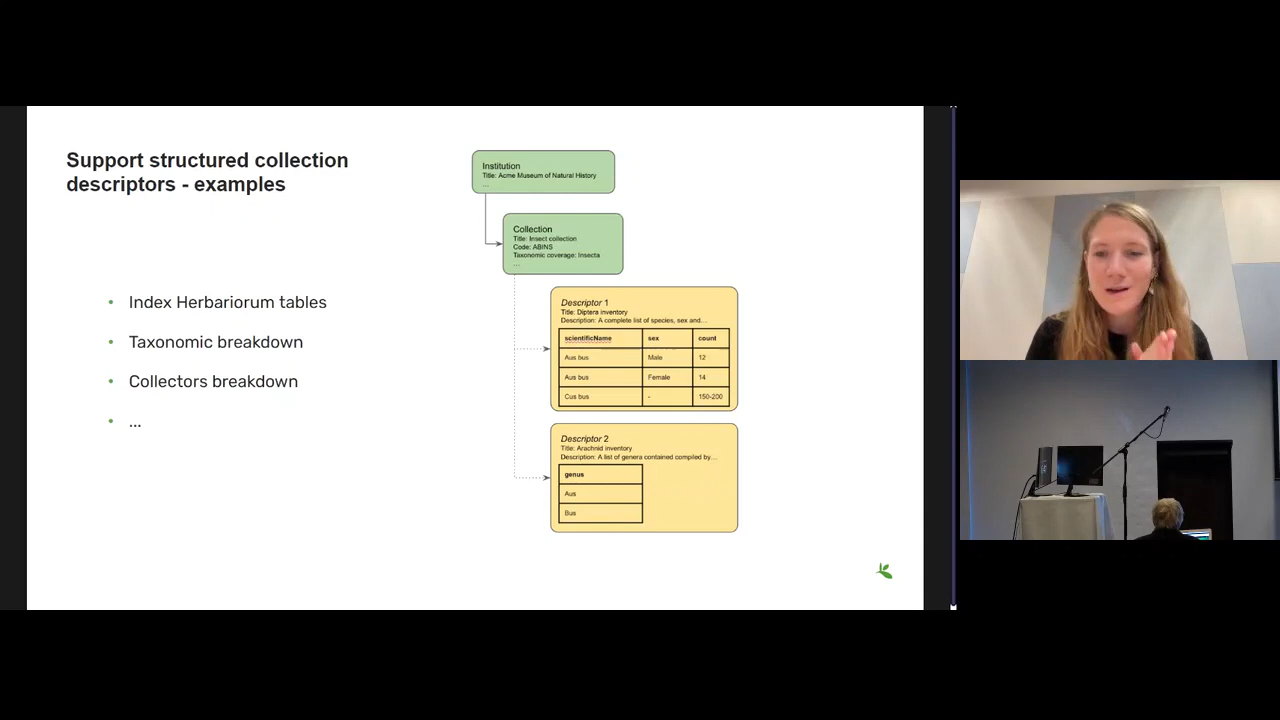 Support structured collection
descriptors - examples
• Index Herbariorum tables
• Taxonomic breakdown
• Collectors breakdown
• ...
Institution
Title: Acme Museum of Natural History
...
Collection
Title: Insect collection
Code: ABINS
Taxonomic coverage: Insecta
...
Descriptor 1
Title: Diptera inventory
Description: A complete list of species, sex and...
scientificName sex count
Aus bus Male 12
Aus bus Female 14
Cus bus - 150-200
Descriptor 2
Title: Arachnid inventory
Description: A list of genera contained compiled by...
genus
Aus
Bus